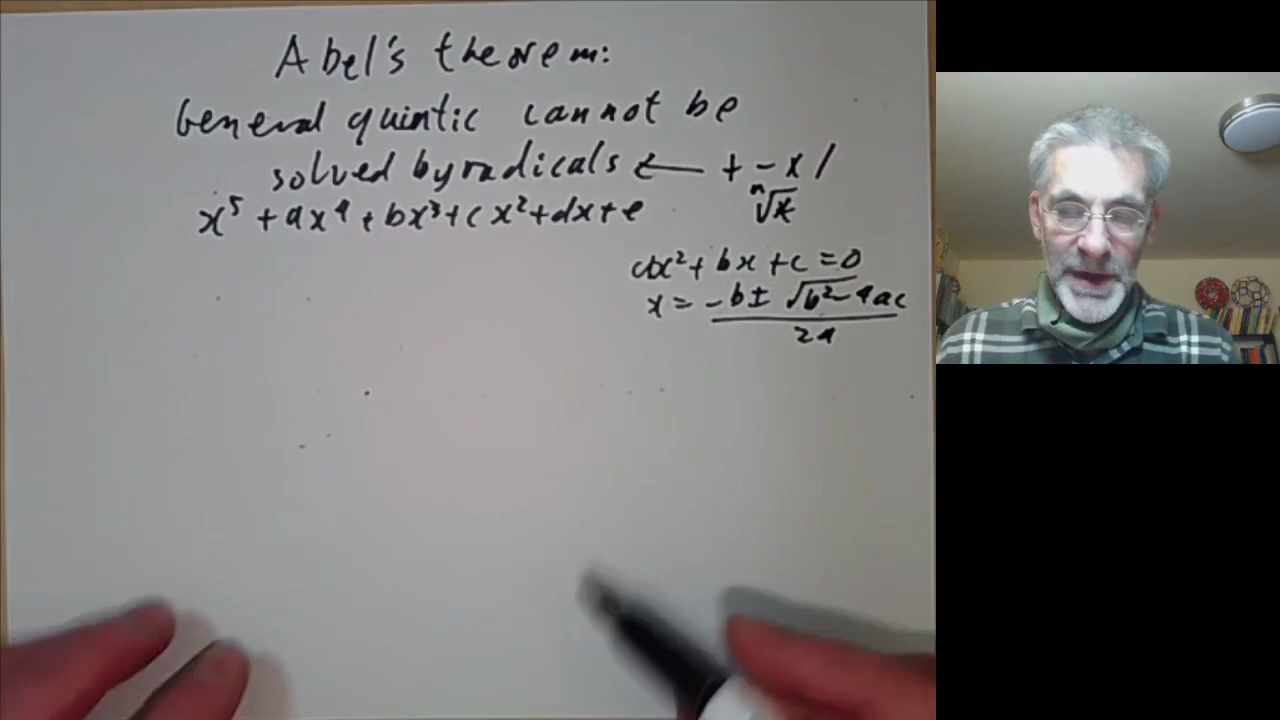 Abel's theorem:
General quintic cannot be
solved by radicals ← + - x /
ⁿ√x
x⁵ + ax⁴ + bx³ + cx² + dx + e
ax² + bx + c = 0
x = -b ± √b² - 4ac
2a